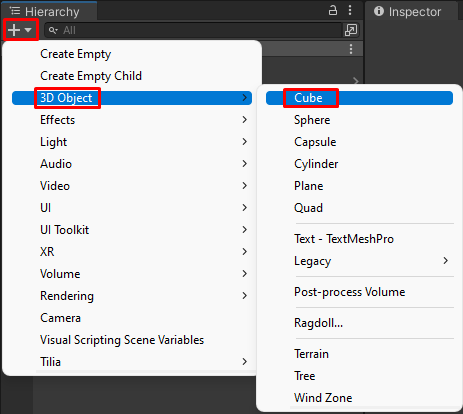 Hierarchy
Inspector
All
Create Empty
Create Empty Child
3D Object
Effects
Light
Audio
Video
UI
UI Toolkit
XR
Volume
Rendering
Camera
Visual Scripting Scene Variables
Tilia
Cube
Sphere
Capsule
Cylinder
Plane
Quad
Text - TextMeshPro
Legacy
Post-process Volume
Ragdoll...
Terrain
Tree
Wind Zone